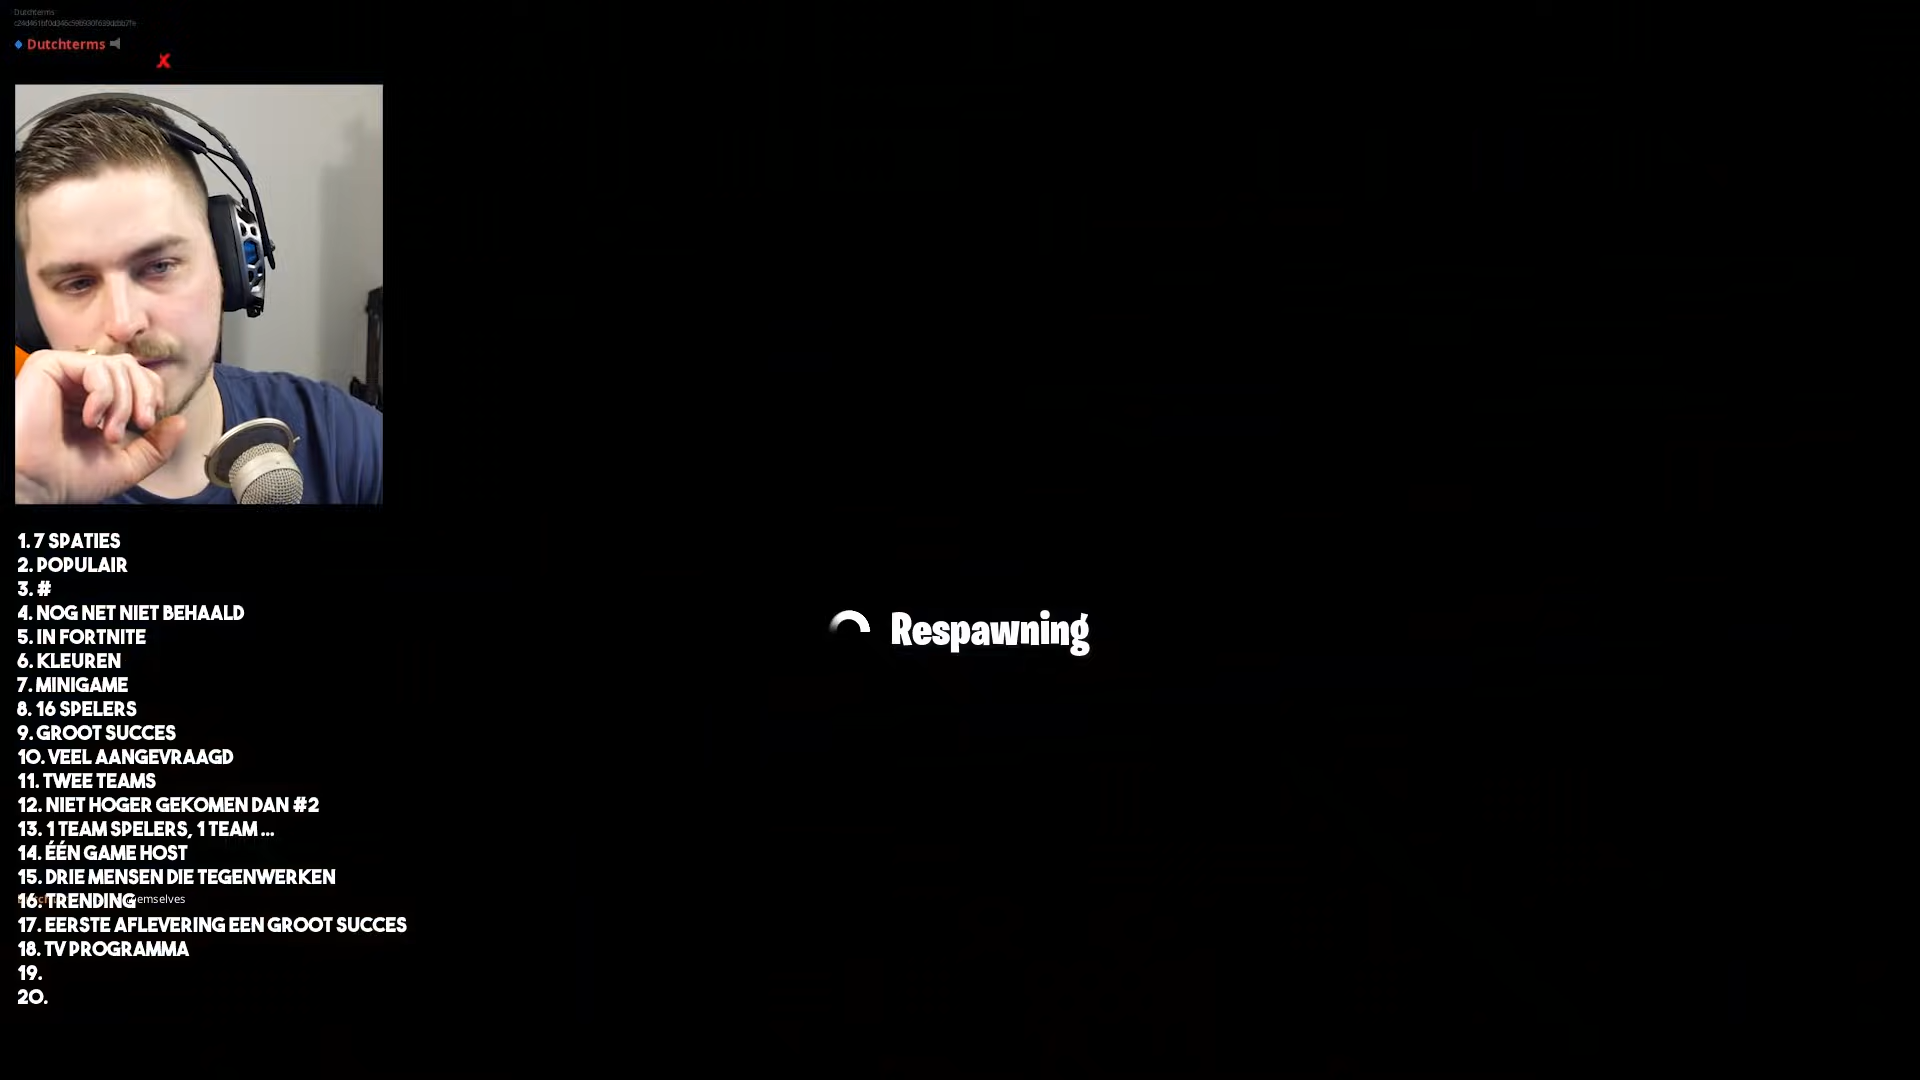 Dutchterms
Dutchterms
X
1. 7 SPATIES
2. POPULAIR
3. #
4. NOG NET NIET BEHAALD
5. IN FORTNITE
6. KLEUREN
7. MINIGAME
8. 16 SPELERS
9. GROOT SUCCES
10. VEEL AANGEVRAAGD
11. TWEE TEAMS
12. NIET HOGER GEKOMEN DAN #2
13. 1 TEAM SPELERS, 1 TEAM ...
14. ÉÉN GAME HOST
15. DRIE MENSEN DIE TEGENWERKEN
16. TRENDING
17. EERSTE AFLEVERING EEN GROOT SUCCES
18. TV PROGRAMMA
19.
20.
Respawning